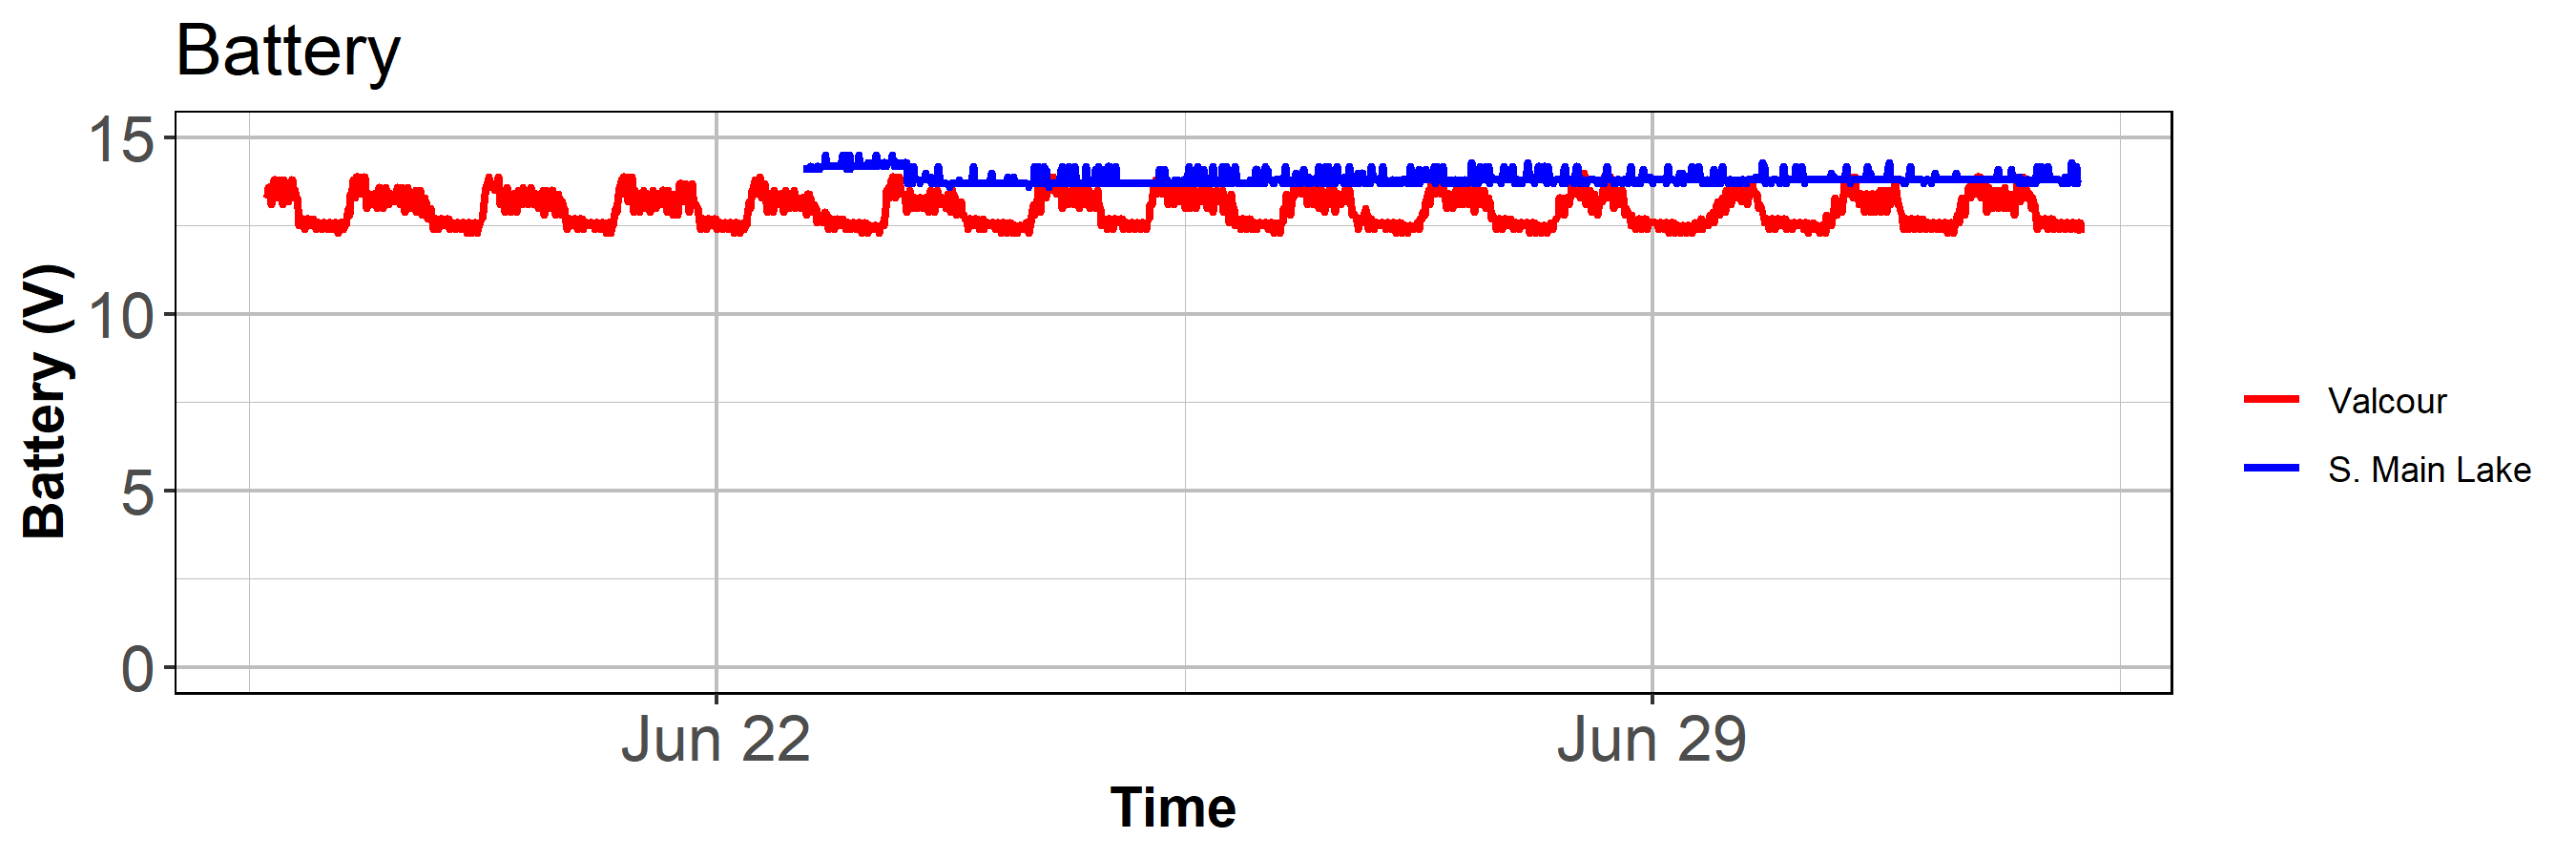 Battery
15
10
5
0
Battery (V)
Jun 22
Jun 29
Time
Valcour
S. Main Lake